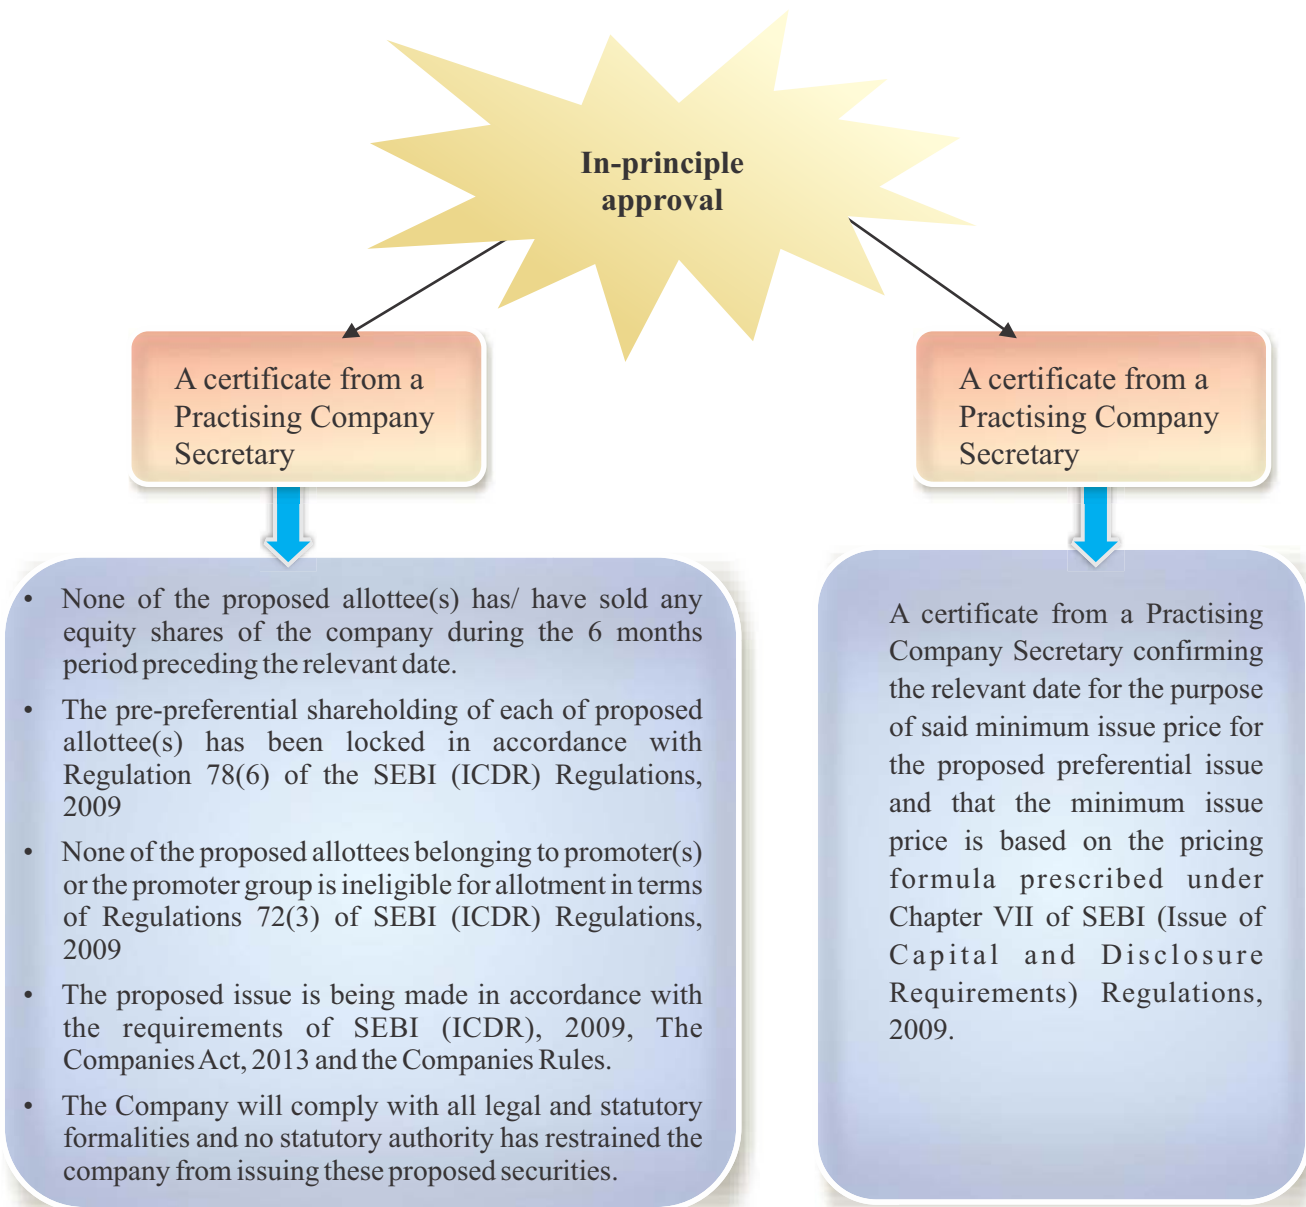 In-principle
approval
A certificate from a
Practising Company
Secretary
A certificate from a
Practising Company
Secretary
• None of the proposed allottee(s) has/ have sold any
equity shares of the company during the 6 months
period preceding the relevant date.
• The pre-preferential shareholding of each of proposed
allottee(s) has been locked in accordance with
Regulation 78(6) of the SEBI (ICDR) Regulations,
2009
• None of the proposed allottees belonging to promoter(s)
or the promoter group is ineligible for allotment in terms
of Regulations 72(3) of SEBI (ICDR) Regulations,
2009
• The proposed issue is being made in accordance with
the requirements of SEBI (ICDR), 2009, The
Companies Act, 2013 and the Companies Rules.
• The Company will comply with all legal and statutory
formalities and no statutory authority has restrained the
company from issuing these proposed securities.
A certificate from a Practising
Company Secretary confirming
the relevant date for the purpose
of said minimum issue price for
the proposed preferential issue
and that the minimum issue
price is based on the pricing
formula prescribed under
Chapter VII of SEBI (Issue of
Capital and Disclosure
Requirements) Regulations,
2009.